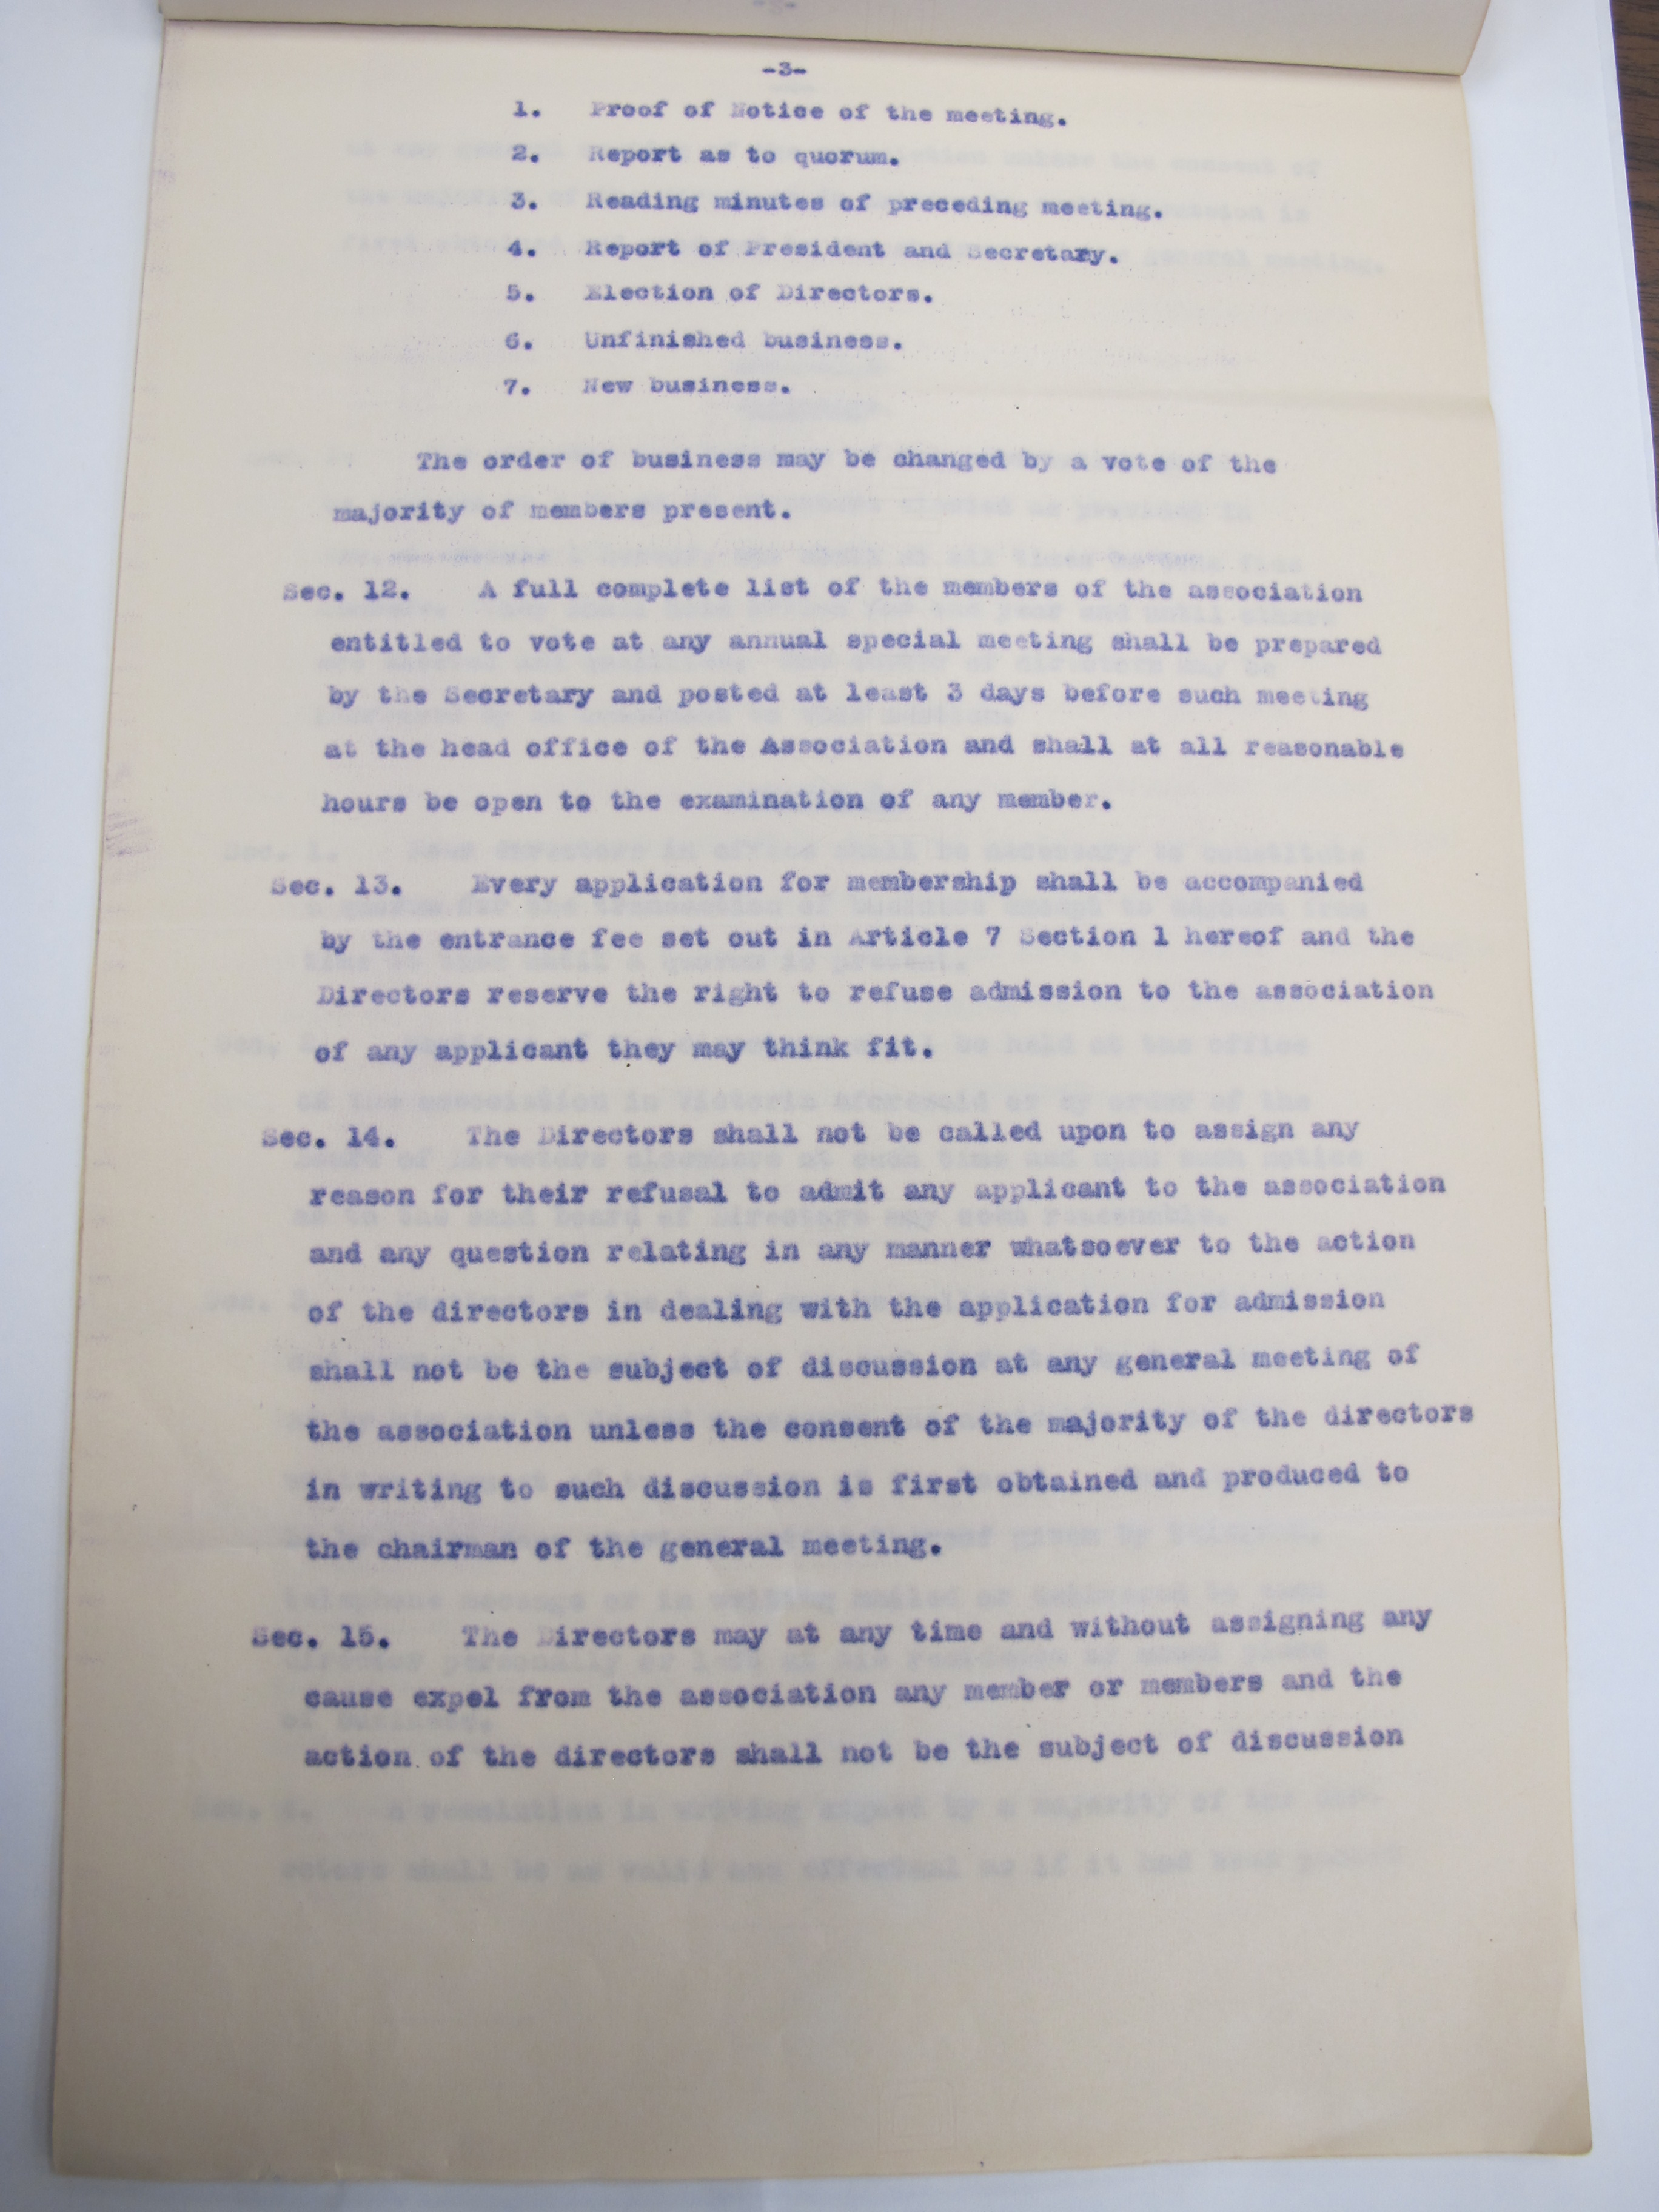 -3-
1. Proof of Notice of the meeting.
2. Report as to quorum.
3. Reading minutes of preceding meeting.
4. Report of President and Secretary.
5. Election of Directors.
6. Unfinished business.
7. New business.
The order of business may be changed by a vote of the
majority of members present.
Sec. 12. A full complete list of the members of the association
entitled to vote at any annual special meeting shall be prepared
by the Secretary and posted at least 3 days before such meeting
at the head office of the Association and shall at all reasonable
hours be open to the examination of any member.
Sec. 13. Every application for membership shall be accompanied
by the entrance fee set out in Article 7 Section 1 hereof and the
Directors reserve the right to refuse admission to the association
of any applicant they may think fit.
Sec. 14. The Directors shall not be called upon to assign any
reason for their refusal to admit any applicant to the association
and any question relating in any manner whatsoever to the action
of the directors in dealing with the application for admission
shall not be the subject of discussion at any general meeting of
the association unless the consent of the majority of the directors
in writing to such discussion is first obtained and produced to
the chairman of the general meeting.
Sec. 15. The Directors may at any time and without assigning any
cause expel from the association any member or members and the
action of the directors shall not be the subject of discussion